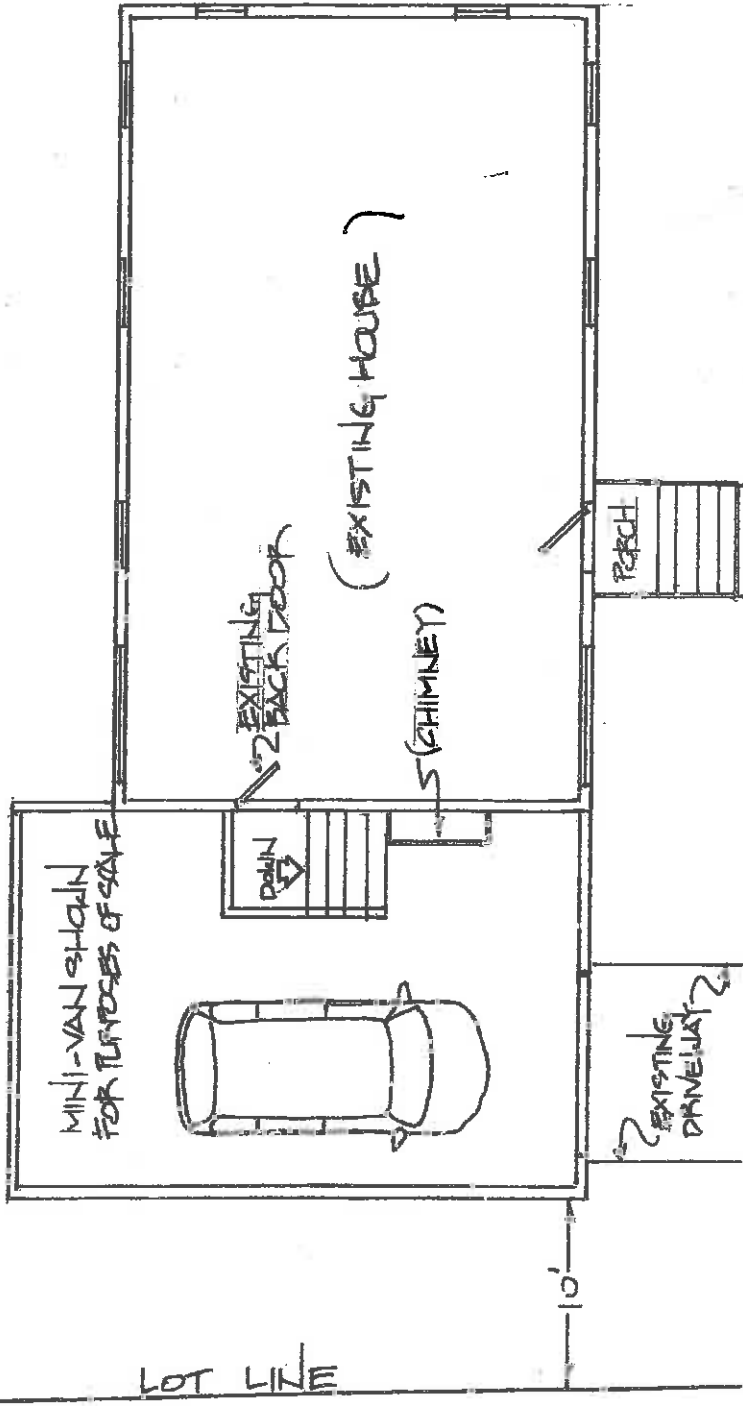 MINI-VAN SHOWN
FOR PURPOSES OF SCALE
DOWN
EXISTING
BACK DOOR
(EXISTING HOUSE)
(CHIMNEY)
PORCH
EXISTING
DRIVEWAY
10'
LOT LINE